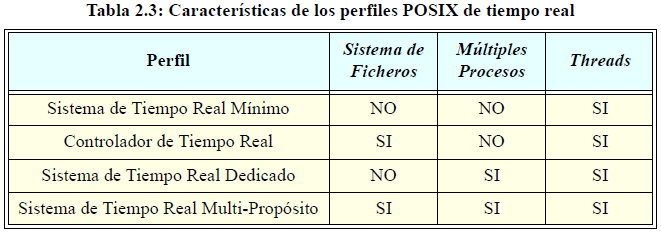 Tabla 2.3: Características de los perfiles POSIX de tiempo real
Perfil Sistema de Ficheros Múltiples Procesos Threads
Sistema de Tiempo Real Mínimo NO NO SI
Controlador de Tiempo Real SI NO SI
Sistema de Tiempo Real Dedicado NO SI SI
Sistema de Tiempo Real Multi-Propósito SI SI SI